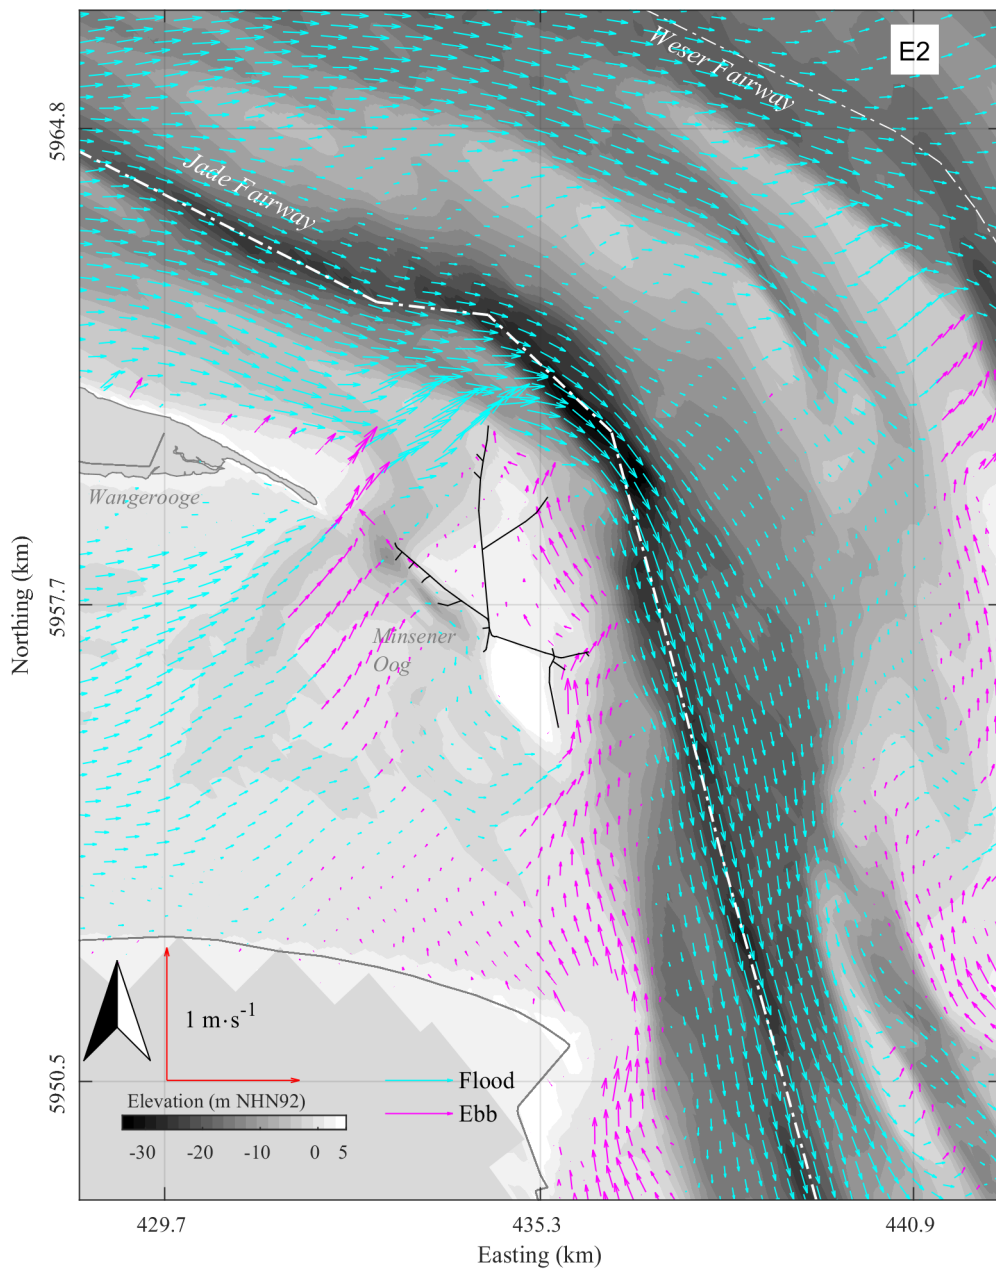 E2
Weser Fairway
5964.8
Jade Fairway
Wangerooge
Northing (km)
5957.7
Minsener
Oog
1 m·s⁻¹
5950.5
Flood
Elevation (m NHN92)
Ebb
-30 -20 -10 0 5
429.7 435.3 440.9
Easting (km)